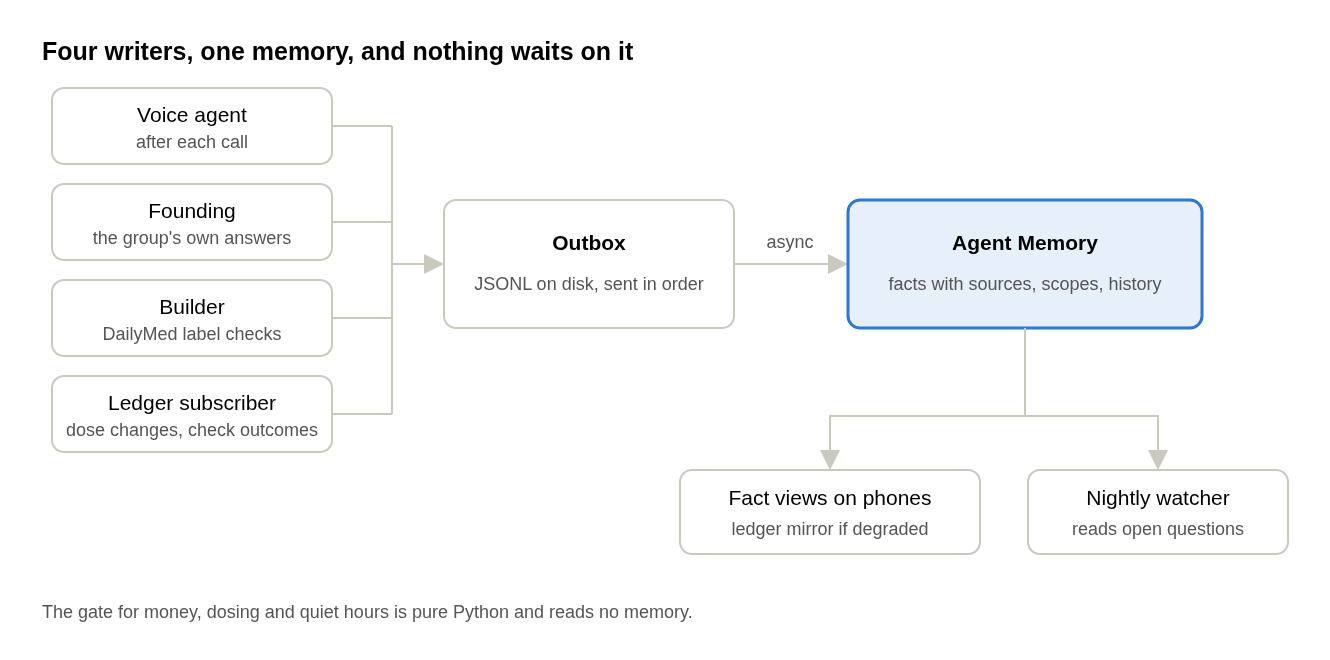 Four writers, one memory, and nothing waits on it
Voice agent
after each call
Founding
the group's own answers
Builder
DailyMed label checks
Ledger subscriber
dose changes, check outcomes
Outbox
JSONL on disk, sent in order
async
Agent Memory
facts with sources, scopes, history
Fact views on phones
ledger mirror if degraded
Nightly watcher
reads open questions
The gate for money, dosing and quiet hours is pure Python and reads no memory.